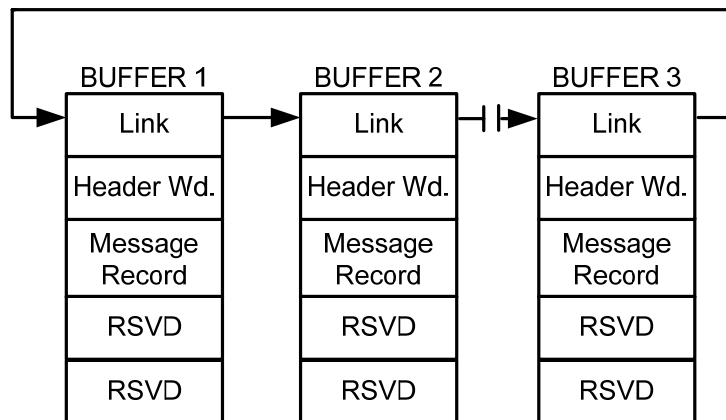 BUFFER 1
Link
Header Wd.
Message
Record
RSVD
RSVD
BUFFER 2
Link
Header Wd.
Message
Record
RSVD
RSVD
BUFFER 3
Link
Header Wd.
Message
Record
RSVD
RSVD